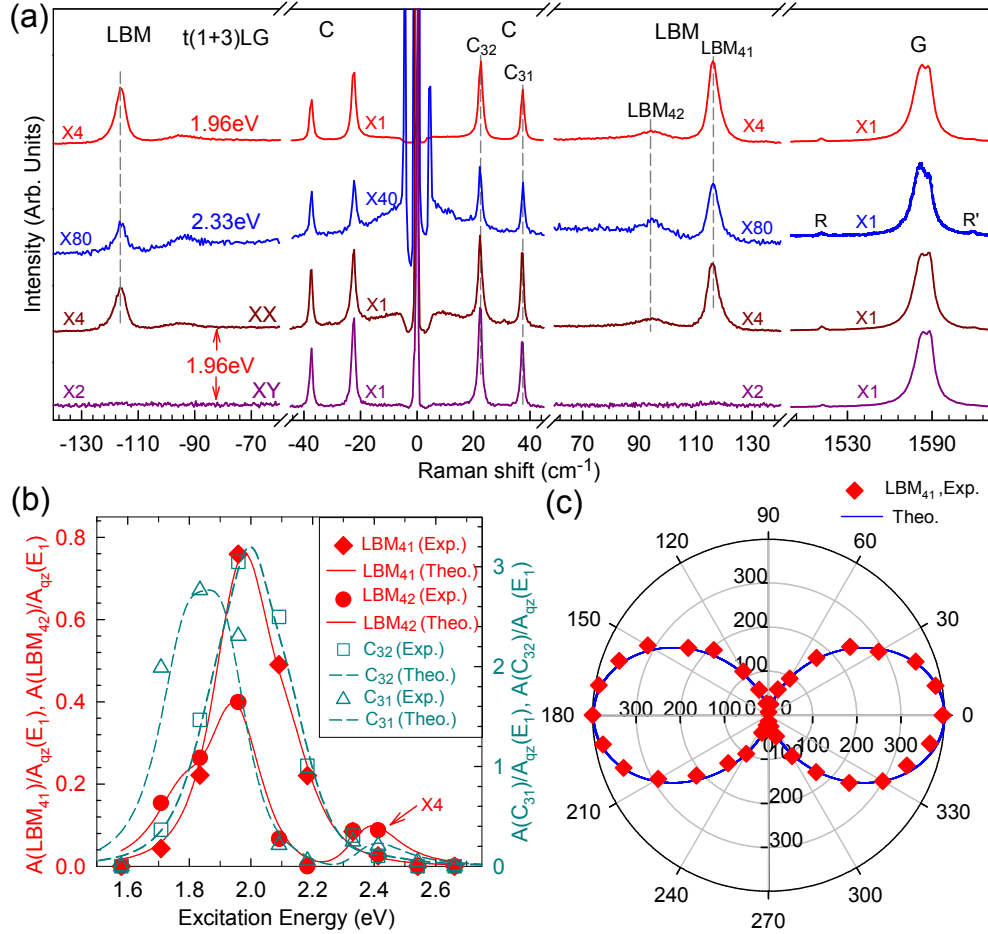 (a)
LBM t(1+3)LG C C LBM G
C32 LBM41
C31
LBM42
X4 1.96eV X1 X4 X1
X80 2.33eV X40 X80 R X1 R'
X4 XX X1 X4 X1
1.96eV
X2 XY X1 X2 X1
Intensity (Arb. Units)
-130 -110 -90 -70 -40 -20 0 20 40 70 90 110 130 1530 1590
Raman shift (cm-1)
(b)
A(LBM41)/Aqz(E1), A(LBM42)/Aqz(E1)
0.8
0.6
0.4
0.2
0.0
LBM41 (Exp.)
LBM41 (Theo.)
LBM42 (Exp.)
LBM42 (Theo.)
C32 (Exp.)
C32 (Theo.)
C31 (Exp.)
C31 (Theo.)
X4
3
2
1
0
A(C31)/Aqz(E1), A(C32)/Aqz(E1)
1.6 1.8 2.0 2.2 2.4 2.6
Excitation Energy (eV)
(c)
LBM41 ,Exp.
Theo.
90
120 60
150 30
180 0
210 330
240 300
270
300
200
100
0
300 200 100 0 0 100 200 300
-200
-300